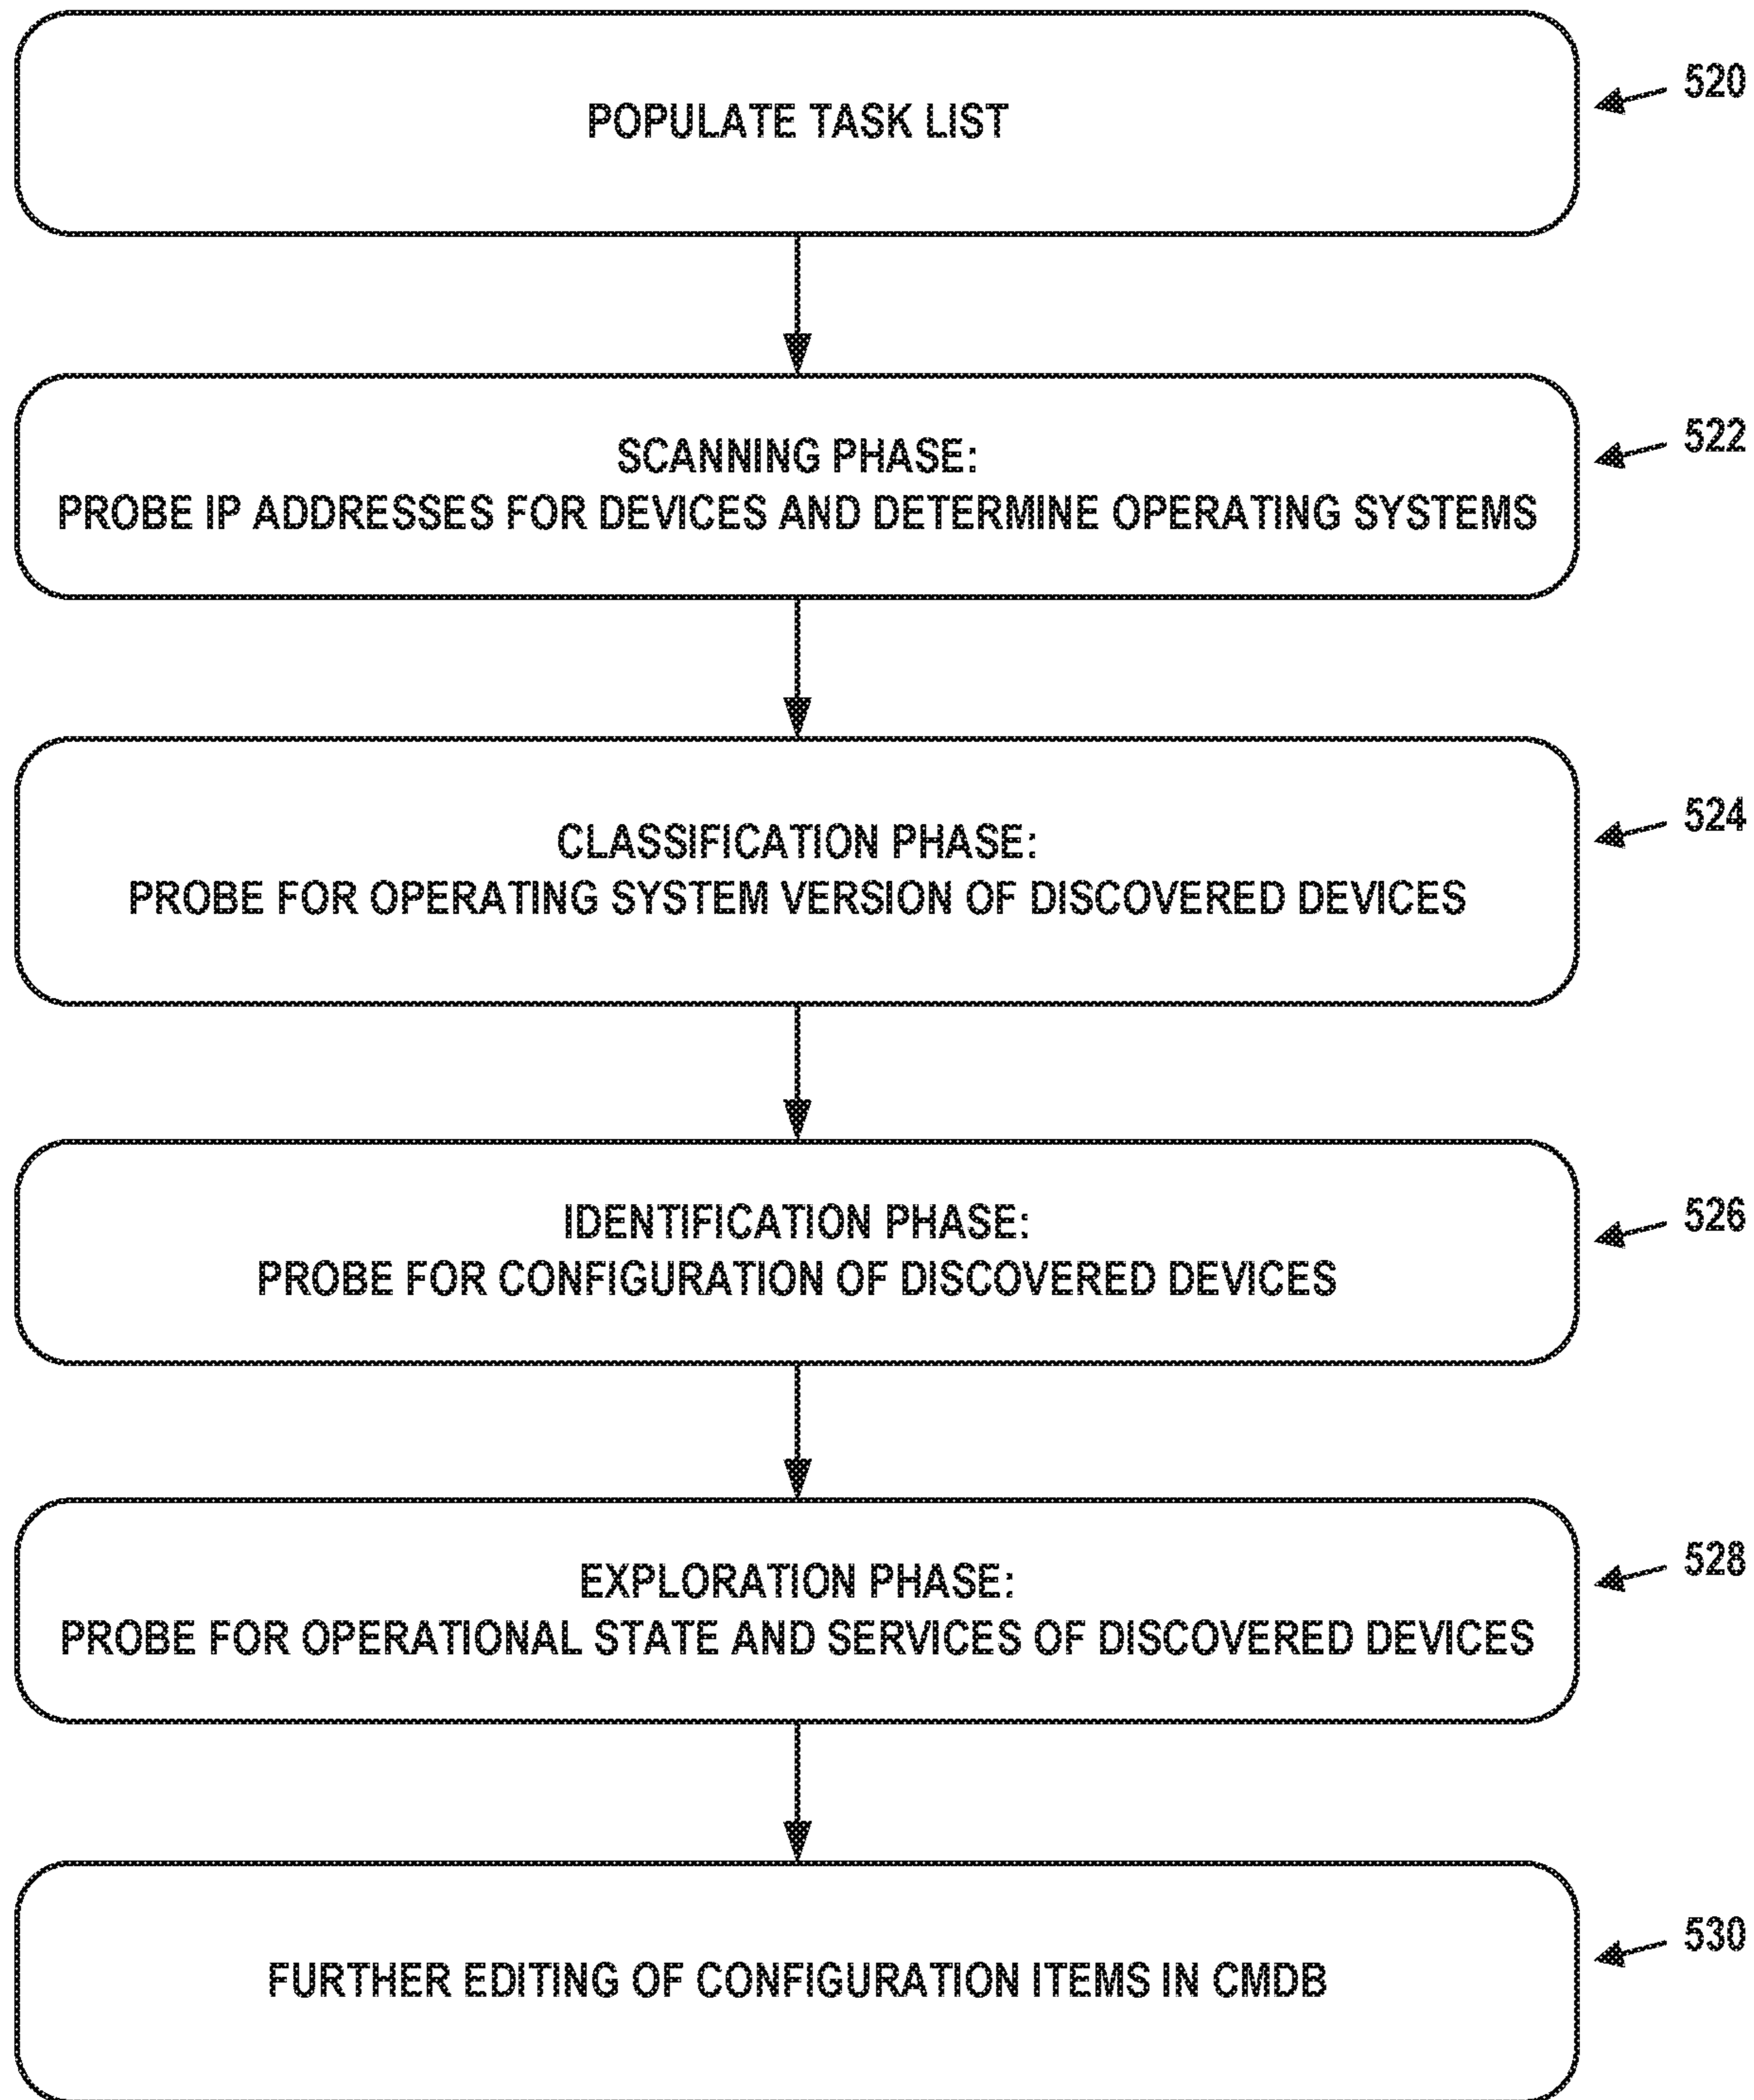 POPULATE TASK LIST
520
SCANNING PHASE:
PROBE IP ADDRESSES FOR DEVICES AND DETERMINE OPERATING SYSTEMS
522
CLASSIFICATION PHASE:
PROBE FOR OPERATING SYSTEM VERSION OF DISCOVERED DEVICES
524
IDENTIFICATION PHASE:
PROBE FOR CONFIGURATION OF DISCOVERED DEVICES
526
EXPLORATION PHASE:
PROBE FOR OPERATIONAL STATE AND SERVICES OF DISCOVERED DEVICES
528
FURTHER EDITING OF CONFIGURATION ITEMS IN CMDB
530